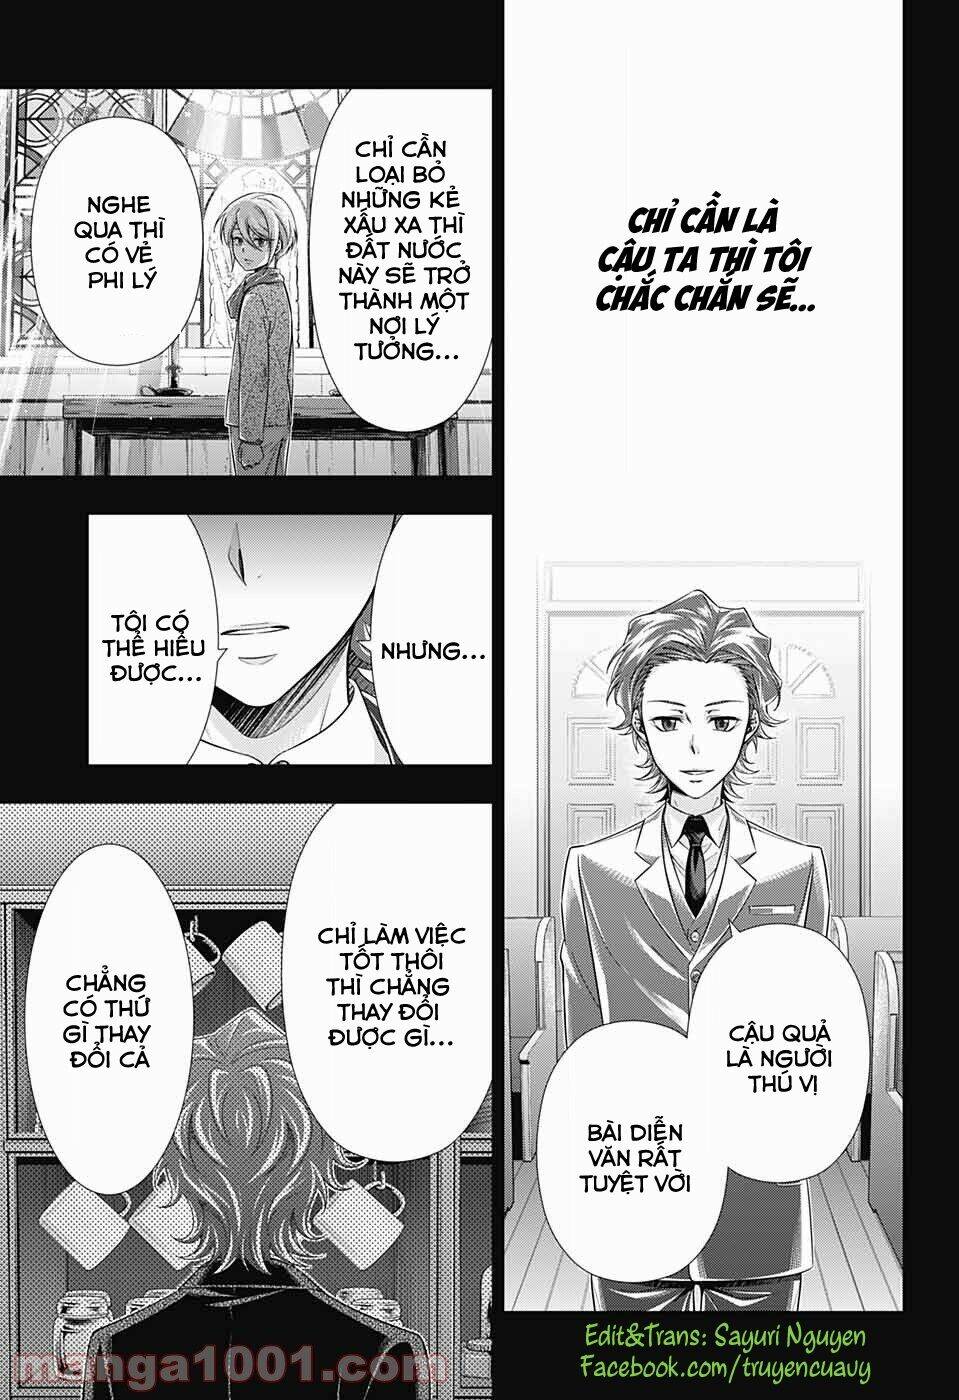 CHỈ CẦN LÀ
CẬU TA THÌ TÔI
CHẮC CHẮN SẼ...
CẬU QUẢ
LÀ NGƯỜI
THÚ VỊ
BÀI DIỄN
VĂN RẤT
TUYỆT VỜI
CHỈ CẦN
LOẠI BỎ
NHỮNG KẺ
XẤU XA THÌ
ĐẤT NƯỚC
NÀY SẼ TRỞ
THÀNH MỘT
NƠI LÝ
TƯỞNG...
NGHE
QUA THÌ
CÓ VẺ
PHI LÝ
NHƯNG...
TÔI CÓ
THỂ HIỂU
ĐƯỢC...
CHỈ LÀM VIỆC
TỐT THÔI
THÌ CHẲNG
THAY ĐỔI
ĐƯỢC GÌ...
CHẲNG
CÓ THỨ
GÌ THAY
ĐỔI CẢ
Edit&Trans: Sayuri Nguyen
Facebook.com/truyencuavy
manga1001.com